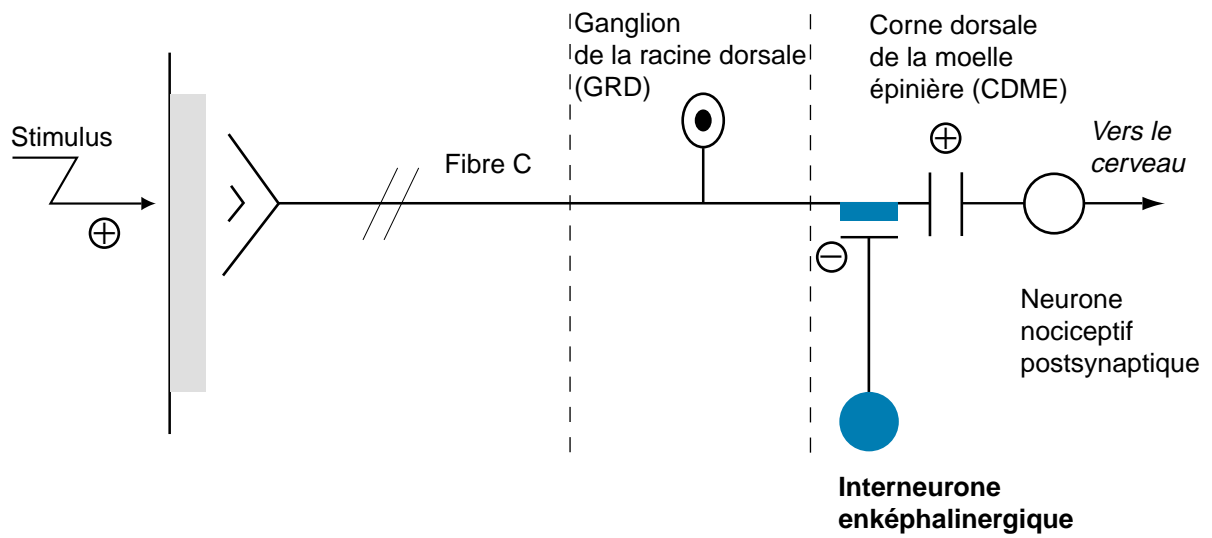 Ganglion
de la racine dorsale
(GRD)
Corne dorsale
de la moelle
épinière (CDME)
Stimulus
Fibre C
Vers le
cerveau
Neurone
nociceptif
postsynaptique
Interneurone
enképhalinergique